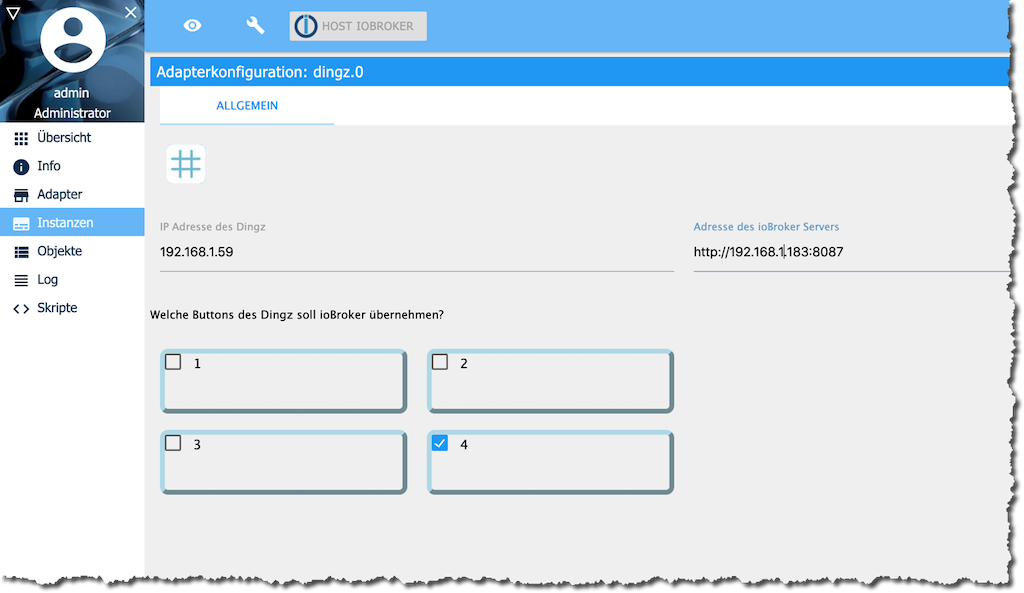 HOST IOBROKER
admin
Administrator
Übersicht
Info
Adapter
Instanzen
Objekte
Log
Skripte
Adapterkonfiguration: dingz.0
ALLGEMEIN
IP Adresse des Dingz
192.168.1.59
Adresse des ioBroker Servers
http://192.168.1.183:8087
Welche Buttons des Dingz soll ioBroker übernehmen?
1
2
3
4